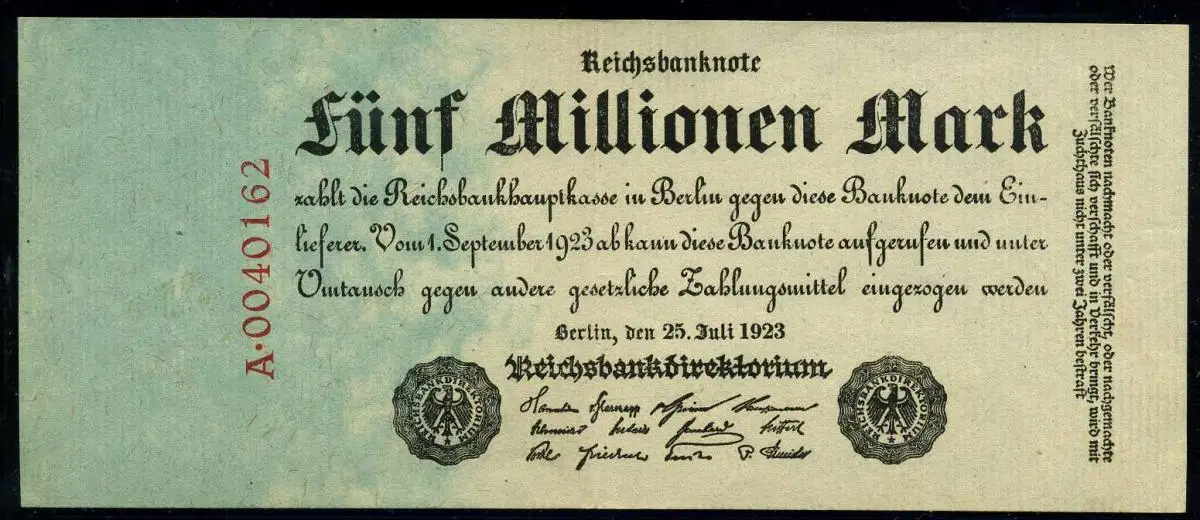 Reichsbanknote
Fünf Millionen Mark
zahlt die Reichsbankhauptkasse in Berlin gegen diese Banknote dem Ein-
lieferer. Vom 1. September 1923 ab kann diese Banknote aufgerufen und unter
Umtausch gegen andere gesetzliche Zahlungsmittel eingezogen werden
Berlin, den 25. Juli 1923
Reichsbankdirektorium
REICHSBANKDIREKTORIUM
REICHSBANKDIREKTORIUM
A·0040162
Wer Banknoten nachmacht oder verfälscht, oder nachgemachte
oder verfälschte sich verschafft und in Verkehr bringt, wird mit
Zuchthaus nicht unter zwei Jahren bestraft